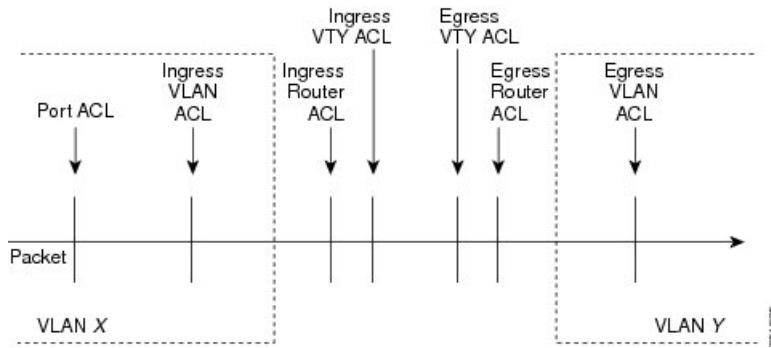 Ingress
VTY ACL
Egress
VTY ACL
Port ACL
Ingress
VLAN
ACL
Ingress
Router
ACL
Egress
Router
ACL
Egress
VLAN
ACL
Packet
VLAN X
VLAN Y